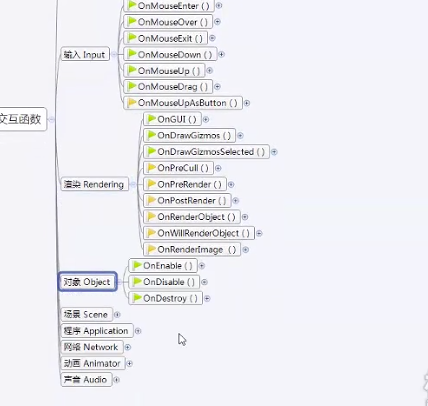 OnMouseEnter ( )
OnMouseOver ( )
OnMouseExit ( )
输入 Input
OnMouseDown ( )
OnMouseUp ( )
OnMouseDrag ( )
OnMouseUpAsButton ( )
交互函数
OnGUI ( )
OnDrawGizmos ( )
OnDrawGizmosSelected ( )
OnPreCull ( )
渲染 Rendering
OnPreRender ( )
OnPostRender ( )
OnRenderObject ( )
OnWillRenderObject ( )
OnRenderImage ( )
OnEnable ( )
对象 Object
OnDisable ( )
OnDestroy ( )
场景 Scene
程序 Application
网络 Network
动画 Animator
声音 Audio